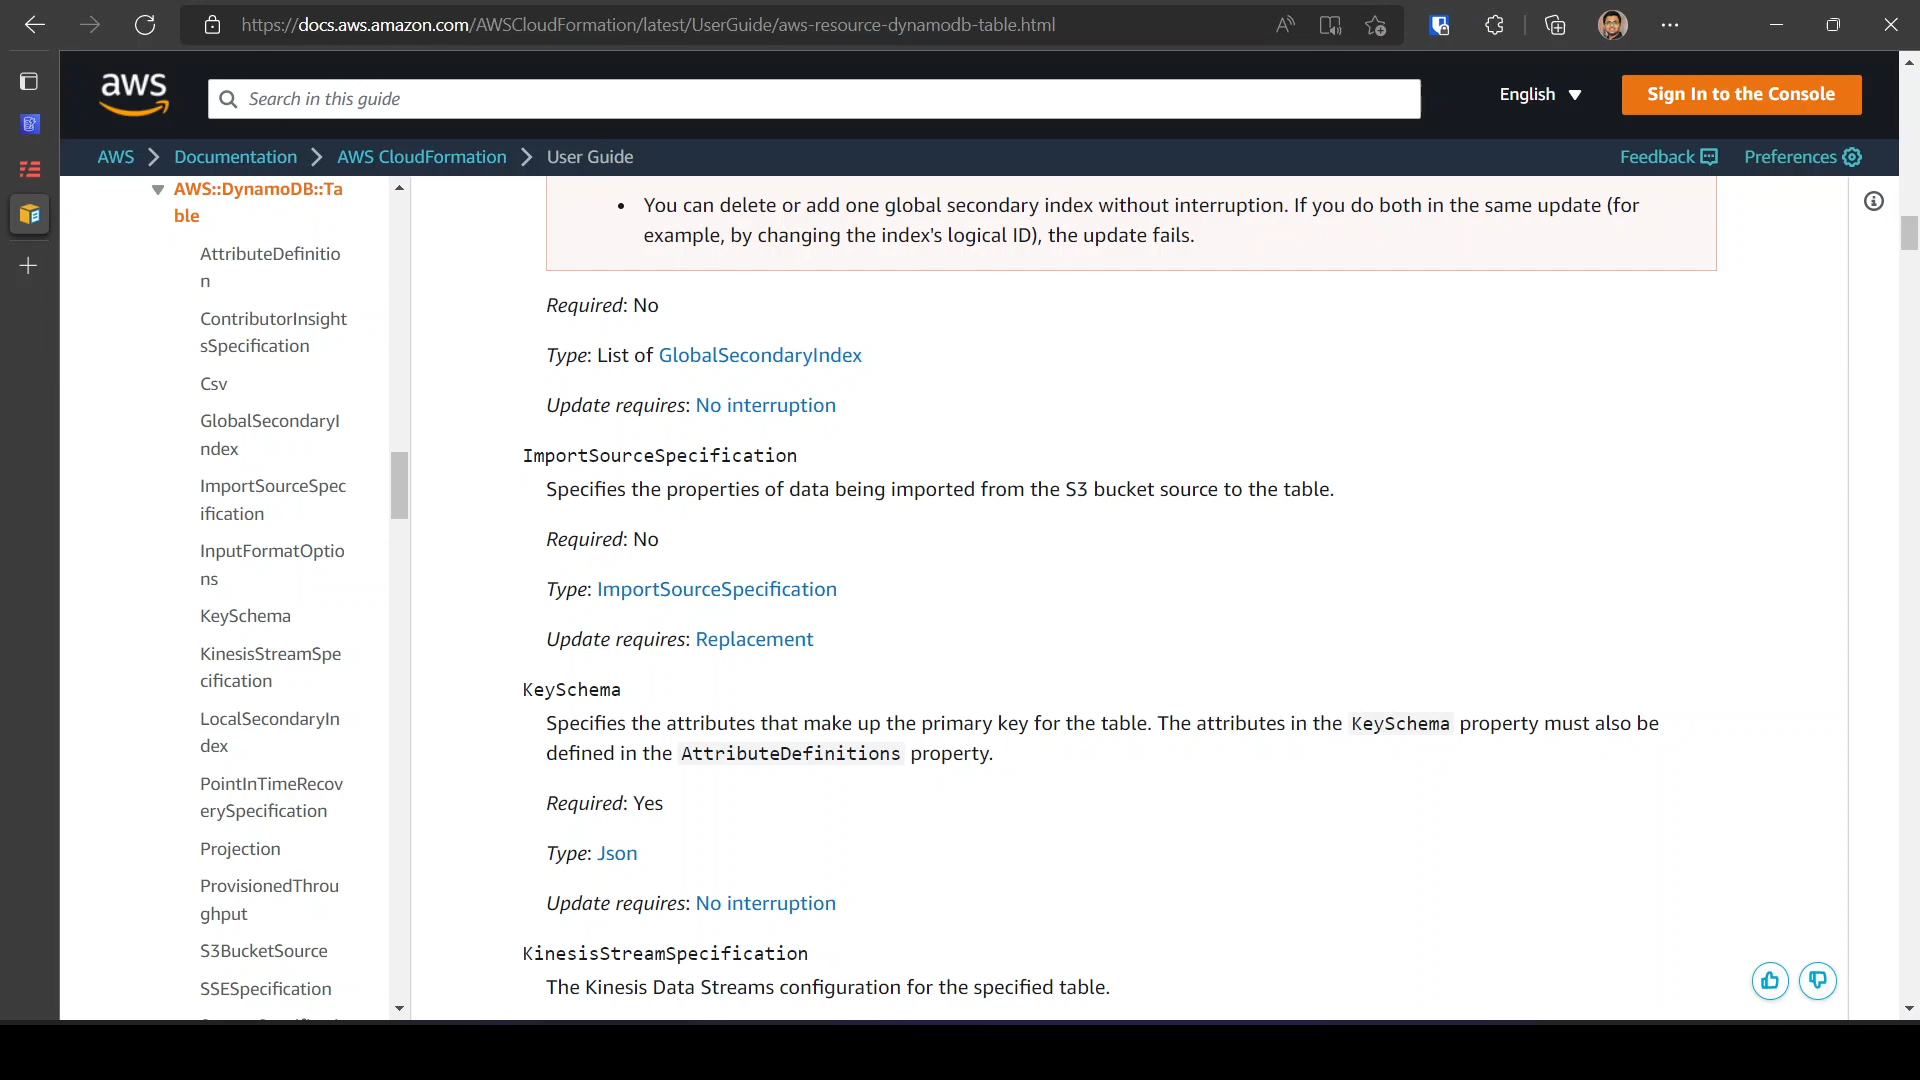 https://docs.aws.amazon.com/AWSCloudFormation/latest/UserGuide/aws-resource-dynamodb-table.html
aws
Search in this guide
English
Sign In to the Console
AWS
Documentation
AWS CloudFormation
User Guide
Feedback
Preferences
AWS::DynamoDB::Ta
ble
AttributeDefinitio
n
ContributorInsight
sSpecification
Csv
GlobalSecondaryI
ndex
ImportSourceSpec
ification
InputFormatOptio
ns
KeySchema
KinesisStreamSpe
cification
LocalSecondaryIn
dex
PointInTimeRecov
erySpecification
Projection
ProvisionedThrou
ghput
S3BucketSource
SSESpecification
• You can delete or add one global secondary index without interruption. If you do both in the same update (for
example, by changing the index's logical ID), the update fails.
Required: No
Type: List of GlobalSecondaryIndex
Update requires: No interruption
ImportSourceSpecification
Specifies the properties of data being imported from the S3 bucket source to the table.
Required: No
Type: ImportSourceSpecification
Update requires: Replacement
KeySchema
Specifies the attributes that make up the primary key for the table. The attributes in the KeySchema property must also be
defined in the AttributeDefinitions property.
Required: Yes
Type: Json
Update requires: No interruption
KinesisStreamSpecification
The Kinesis Data Streams configuration for the specified table.